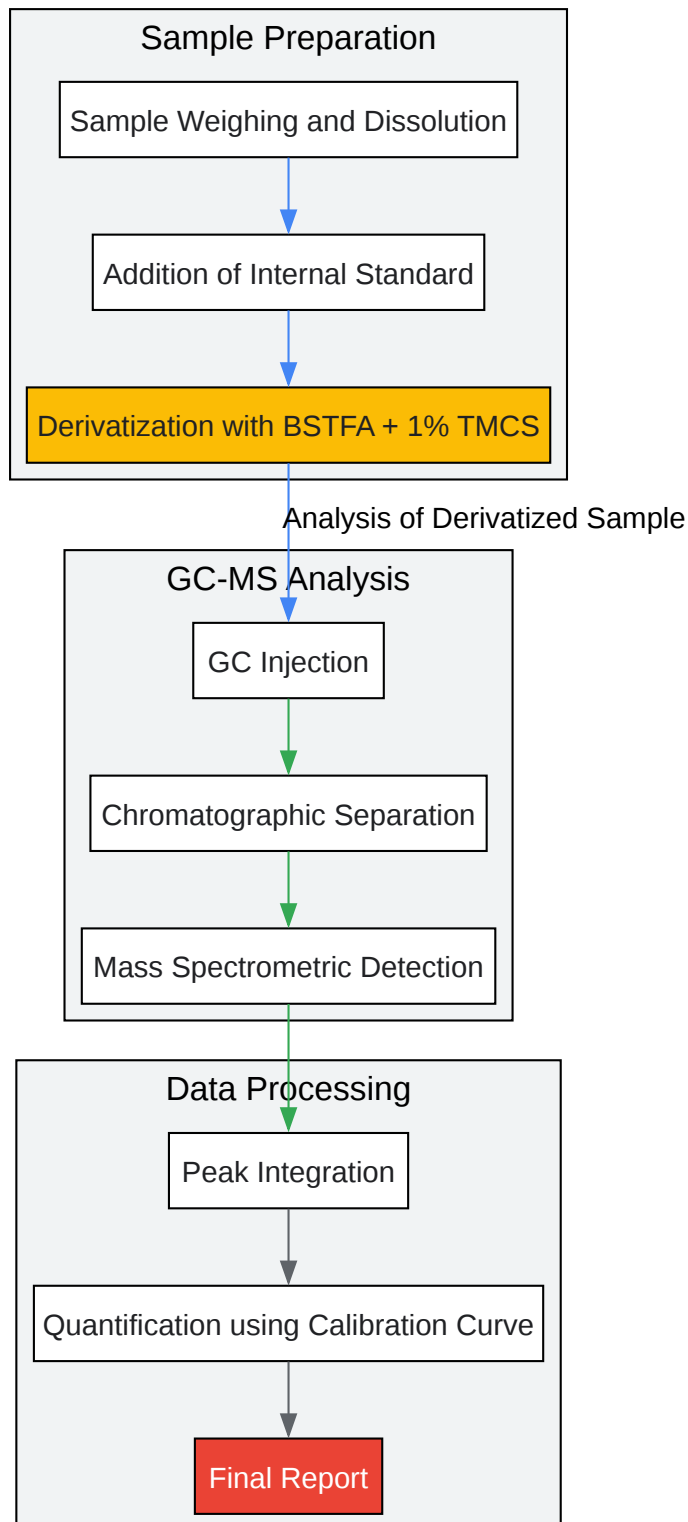 Sample Preparation
Sample Weighing and Dissolution
Addition of Internal Standard
Derivatization with BSTFA + 1% TMCS
Analysis of Derivatized Sample
GC-MS Analysis
GC Injection
Chromatographic Separation
Mass Spectrometric Detection
Data Processing
Peak Integration
Quantification using Calibration Curve
Final Report